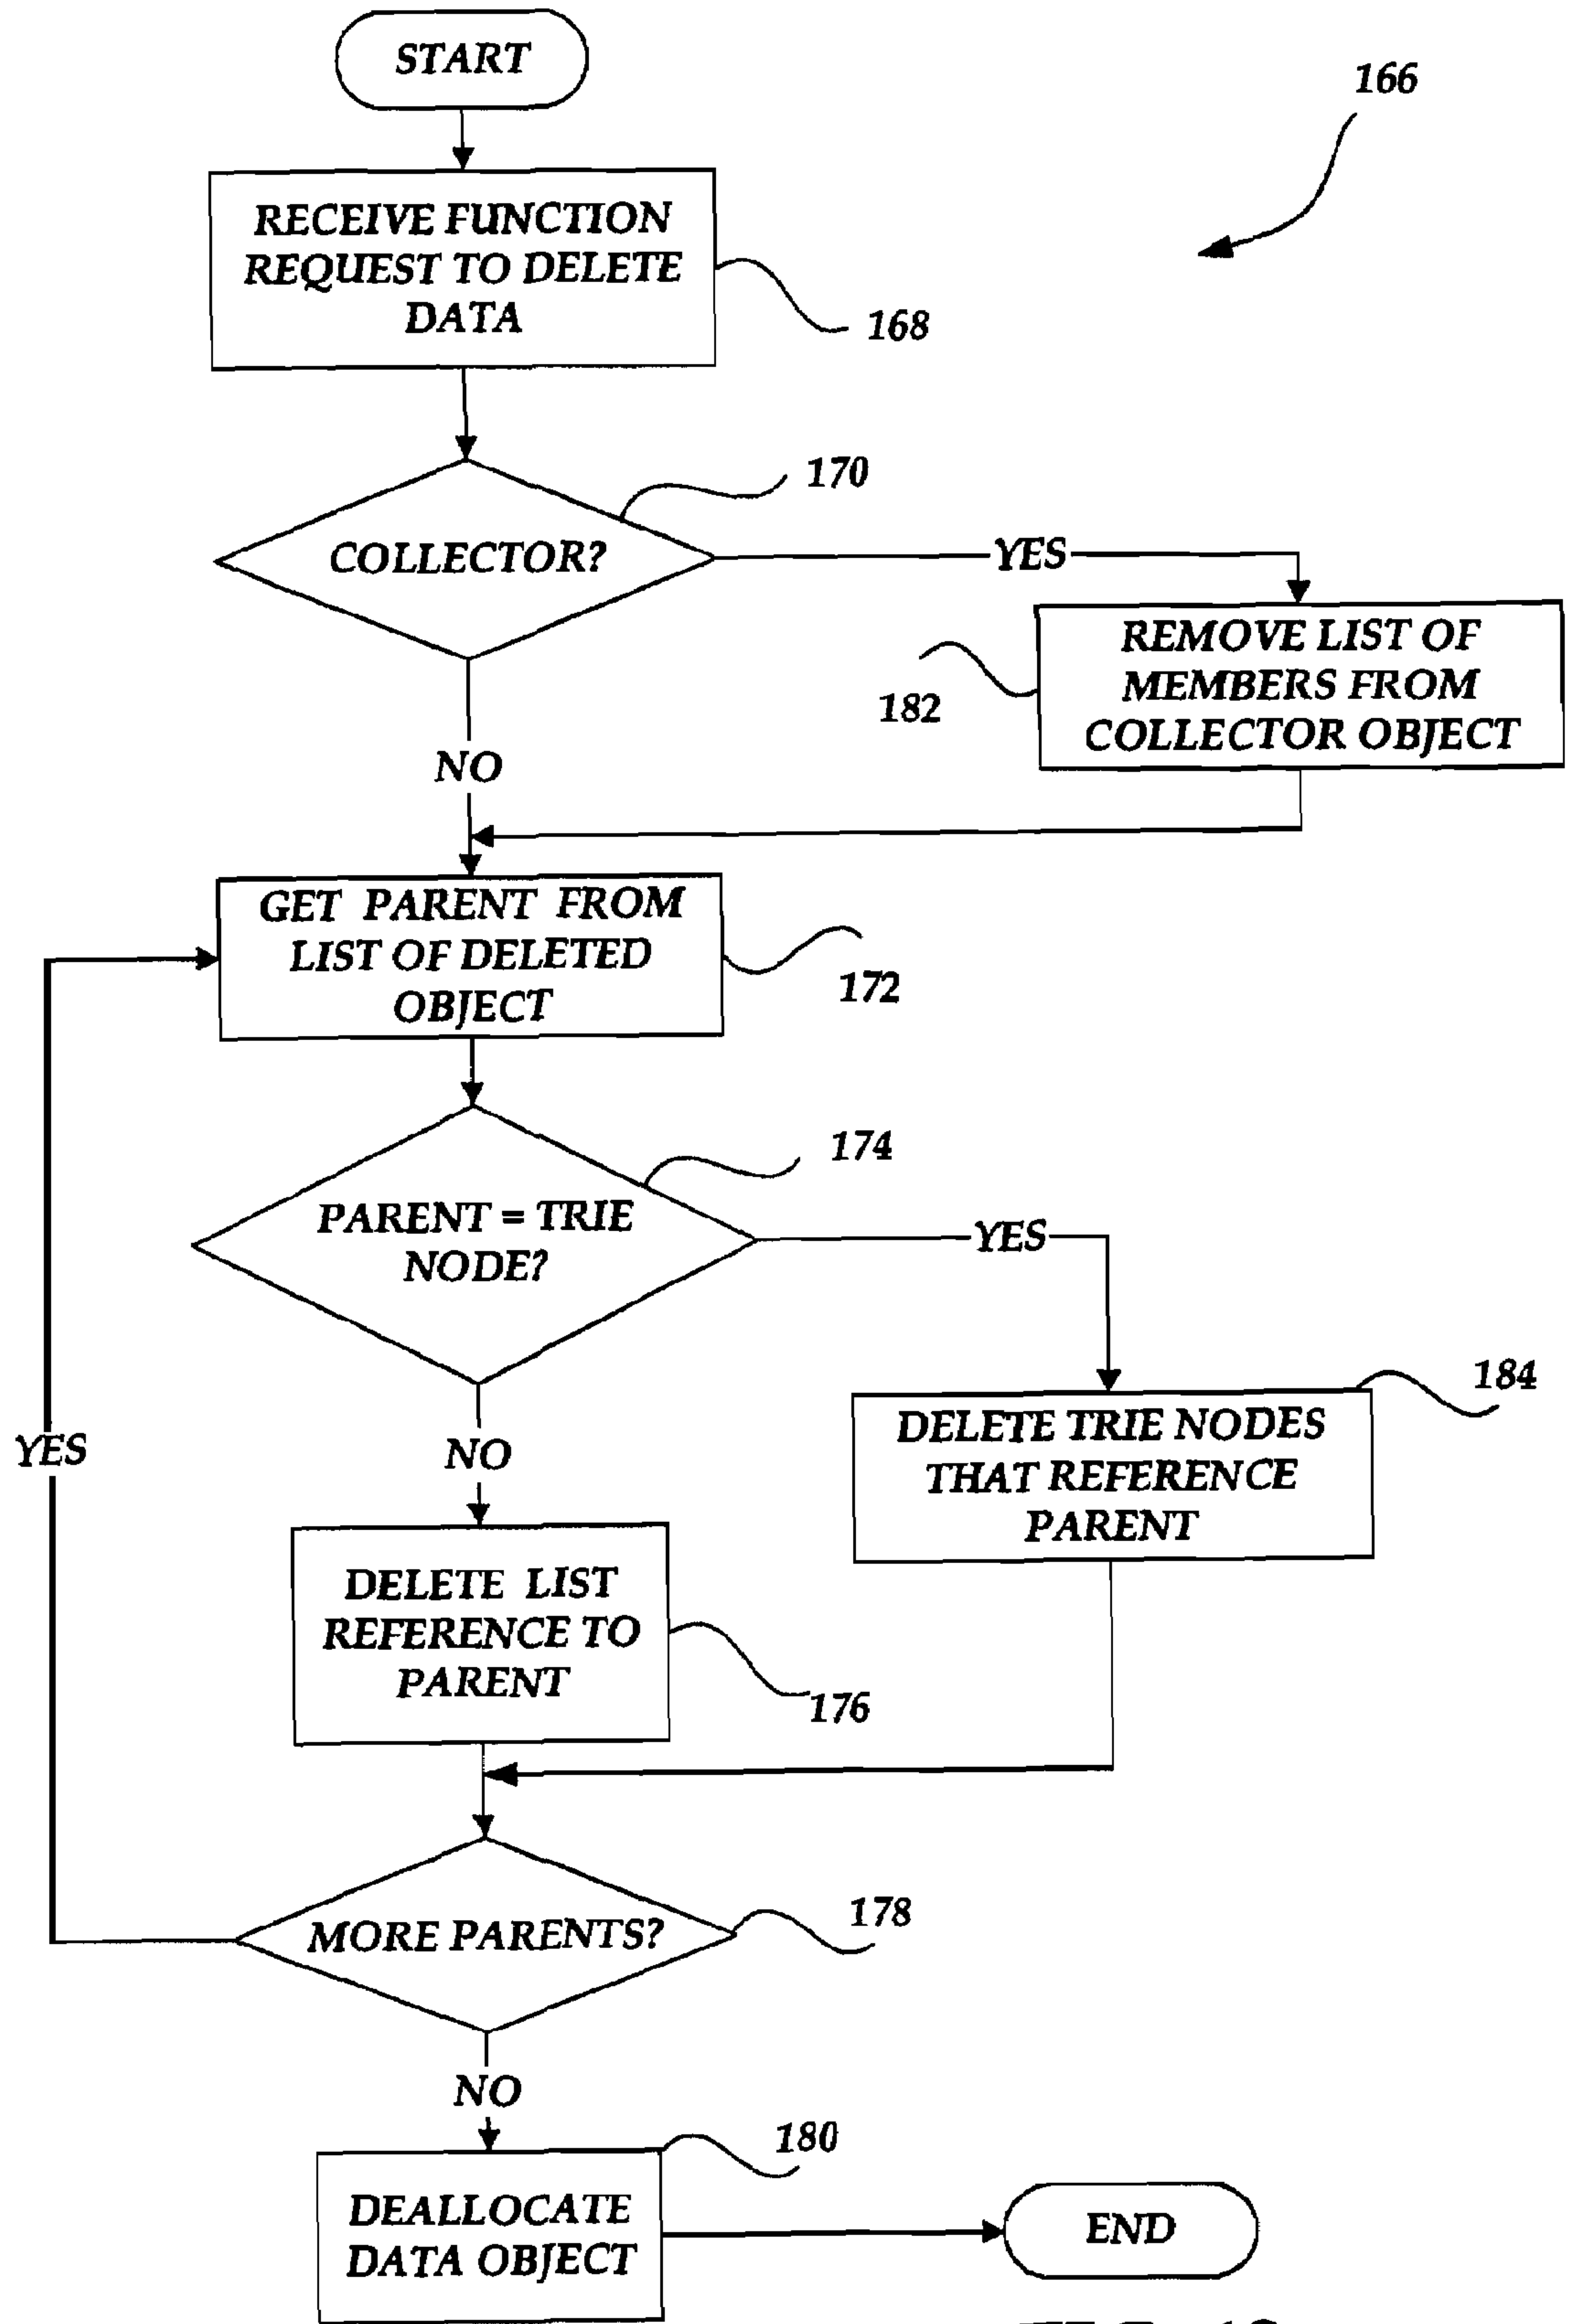 START
166
RECEIVE FUNCTION
REQUEST TO DELETE
DATA
168
170
COLLECTOR?
YES
REMOVE LIST OF
MEMBERS FROM
COLLECTOR OBJECT
182
NO
GET PARENT FROM
LIST OF DELETED
OBJECT
172
174
PARENT = TRIE
NODE?
YES
184
DELETE TRIE NODES
THAT REFERENCE
PARENT
YES
NO
DELETE LIST
REFERENCE TO
PARENT
176
178
MORE PARENTS?
NO
180
DEALLOCATE
DATA OBJECT
END